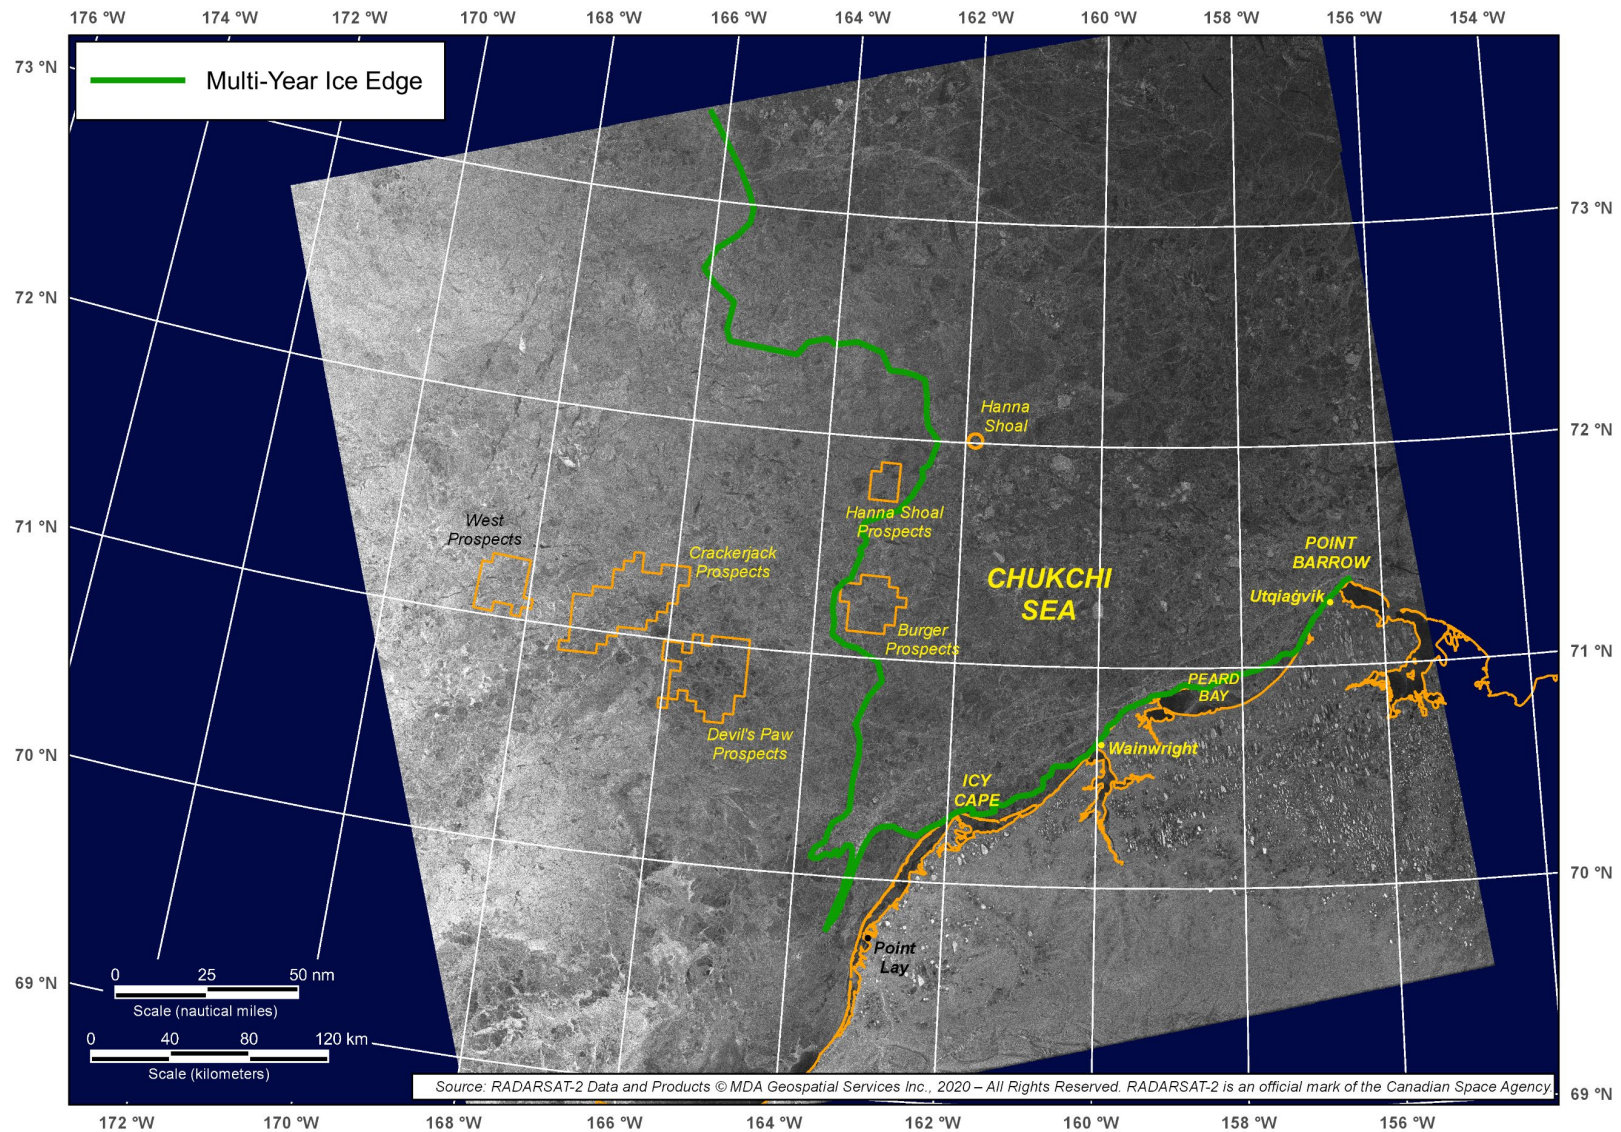 176 °W 174 °W 172 °W 170 °W 168 °W 166 °W 164 °W 162 °W 160 °W 158 °W 156 °W 154 °W
73 °N
Multi-Year Ice Edge
73 °N
72 °N
Hanna
Shoal
72 °N
Hanna Shoal
Prospects
West
Prospects
71 °N
Crackerjack
Prospects
CHUKCHI
SEA
POINT
BARROW
Utqiaġvik
Burger
Prospects
71 °N
PEARD
BAY
Devil's Paw
Prospects
Wainwright
70 °N
ICY
CAPE
70 °N
Point
Lay
69 °N
0 25 50 nm
Scale (nautical miles)
0 40 80 120 km
Scale (kilometers)
Source: RADARSAT-2 Data and Products © MDA Geospatial Services Inc., 2020 – All Rights Reserved. RADARSAT-2 is an official mark of the Canadian Space Agency.
69 °N
172 °W 170 °W 168 °W 166 °W 164 °W 162 °W 160 °W 158 °W 156 °W